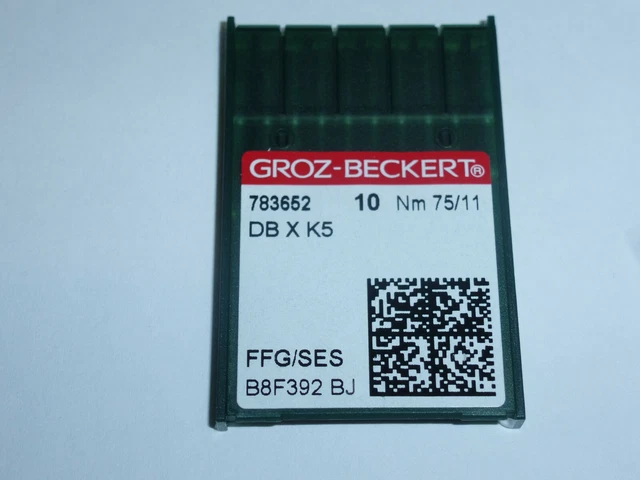 GROZ-BECKERT®
783652 10 Nm 75/11
DB X K5
FFG/SES
B8F392 BJ